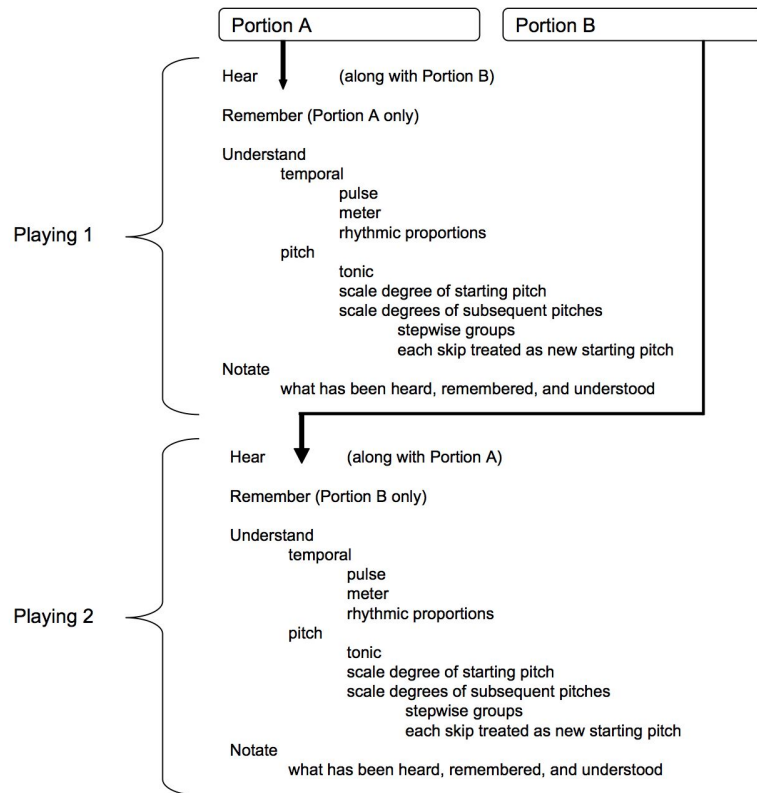 Portion A Portion B
Hear (along with Portion B)
Remember (Portion A only)
Understand
temporal
pulse
meter
Playing 1 rhythmic proportions
pitch
tonic
scale degree of starting pitch
scale degrees of subsequent pitches
stepwise groups
each skip treated as new starting pitch
Notate
what has been heard, remembered, and understood
Hear (along with Portion A)
Remember (Portion B only)
Understand
temporal
pulse
meter
Playing 2 rhythmic proportions
pitch
tonic
scale degree of starting pitch
scale degrees of subsequent pitches
stepwise groups
each skip treated as new starting pitch
Notate
what has been heard, remembered, and understood